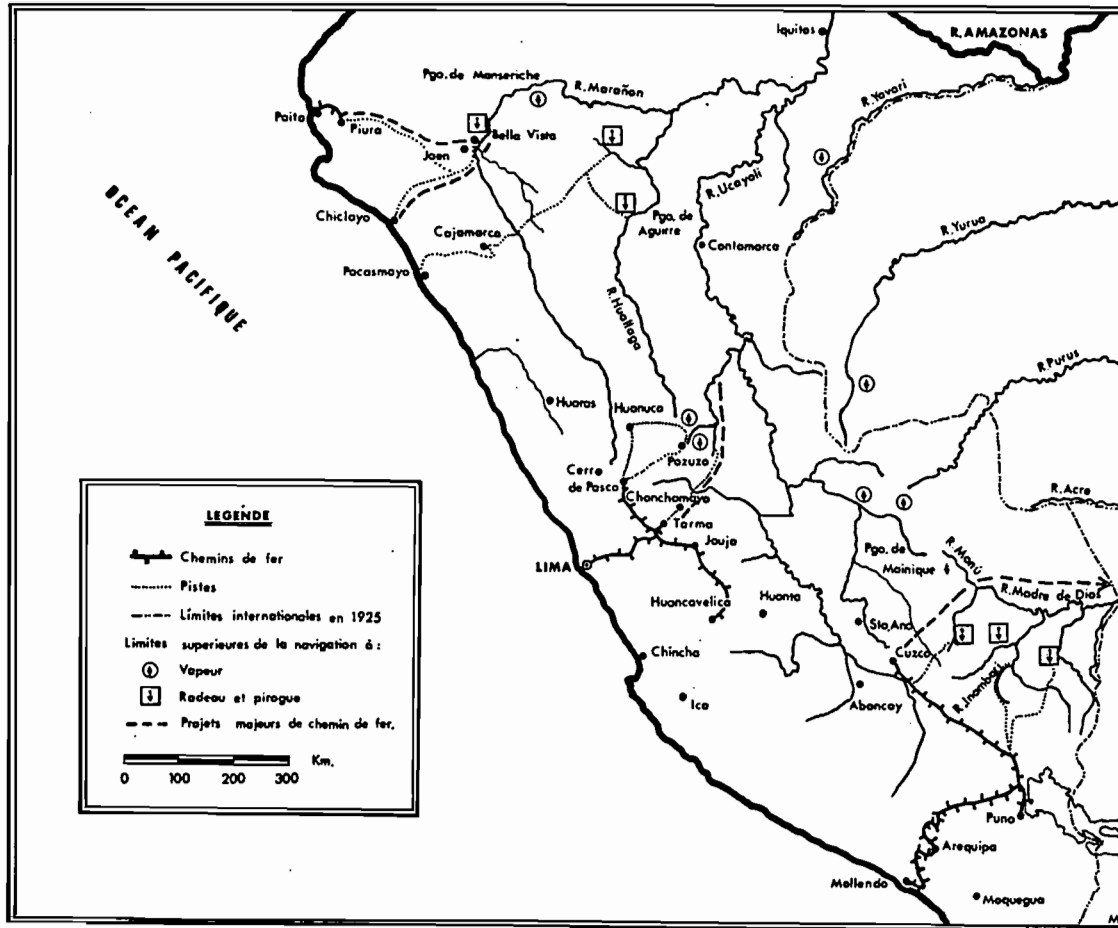 Iquitos
R. AMAZONAS
Pgo. de Manseriche
R. Marañon
R. Yavari
Paita
Piura
Bella Vista
Jaen
R. Ucayali
OCEAN PACIFIQUE
Chiclayo
Cajamarca
Pgo. de
Aguirre
Contamarca
R. Yurua
Pacasmayo
R. Huallaga
R. Purus
Huaras
Huanuco
Pozuzo
Cerro
de Pasco
Chonchamayo
R. Acre
Tarma
Jauja
LIMA
Pgo. de
Mainique
R. Manú
R. Madre de Dios
Huancavelica
Huanta
Sta. Ana
Cuzco
Chincha
R. Inambari
Ica
Abancay
Puno
Arequipa
Mollendo
Moquegua
M
LEGENDE
Chemins de fer
Pistes
Límites internationales en 1925
Limites superieures de la navigation á :
Vapeur
Radeau et pirogue
Projets majeurs de chemin de fer.
Km.
0 100 200 300